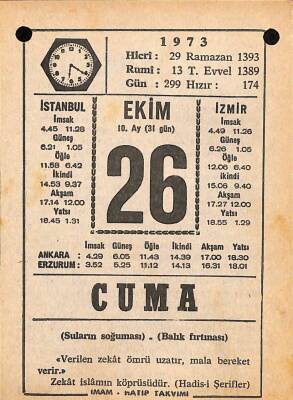 1973
Hicrî: 29 Ramazan 1393
Rumî: 13 T. Evvel 1389
Gün : 299 Hızır : 174
İSTANBUL
İmsak
4.45 11.28
Güneş
6.21 1.05
Öğle
11.58 6.42
İkindi
14.53 9.37
Akşam
17.14 12.00
Yatsı
18.45 1.31
EKİM
10. Ay (31 gün)
26
İZMİR
İmsak
4.49 11.26
Güneş
6.26 1.05
Öğle
12.00 6.40
İkindi
15.06 9.40
Akşam
17.27 12.00
Yatsı
18.55 1.29
İmsak Güneş Öğle İkindi Akşam Yatsı
ANKARA : 4.29 6.05 11.43 14.39 17.00 18.30
ERZURUM : 3.52 5.25 11.12 14.13 16.31 18.01
CUMA
(Suların soğuması) - (Balık fırtınası)
«Verilen zekât ömrü uzatır, mala bereket
verir.»
Zekât islâmın köprüsüdür. (Hadis-i Şerifler)
İMAM - HATİP TAKVİMİ